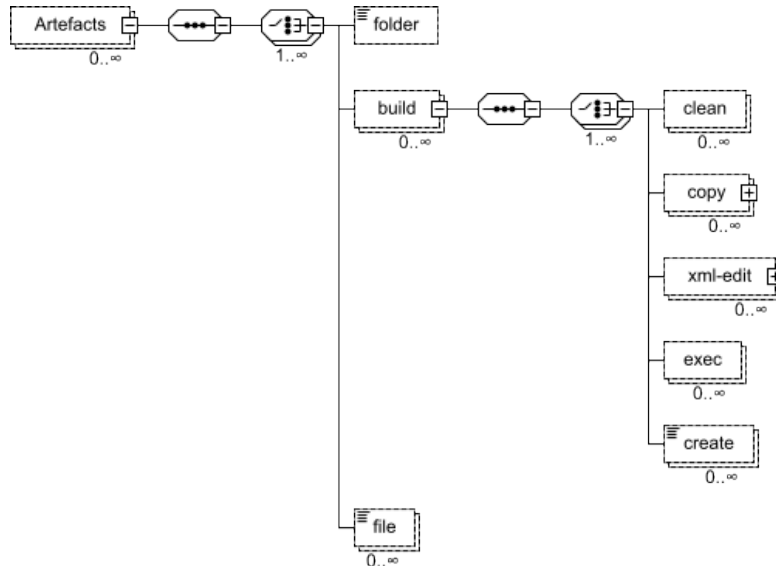 Artefacts
0..∞
1..∞
folder
build
0..∞
1..∞
clean
0..∞
copy
0..∞
xml-edit
0..∞
exec
0..∞
create
0..∞
file
0..∞